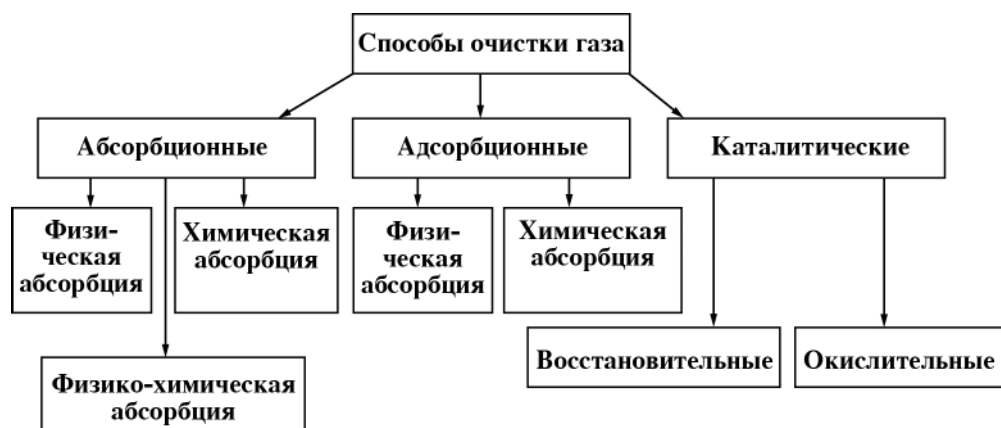 Способы очистки газа
Абсорбционные
Адсорбционные
Каталитические
Физи-
ческая
абсорбция
Химическая
абсорбция
Физи-
ческая
абсорбция
Химическая
абсорбция
Восстановительные
Окислительные
Физико-химическая
абсорбция